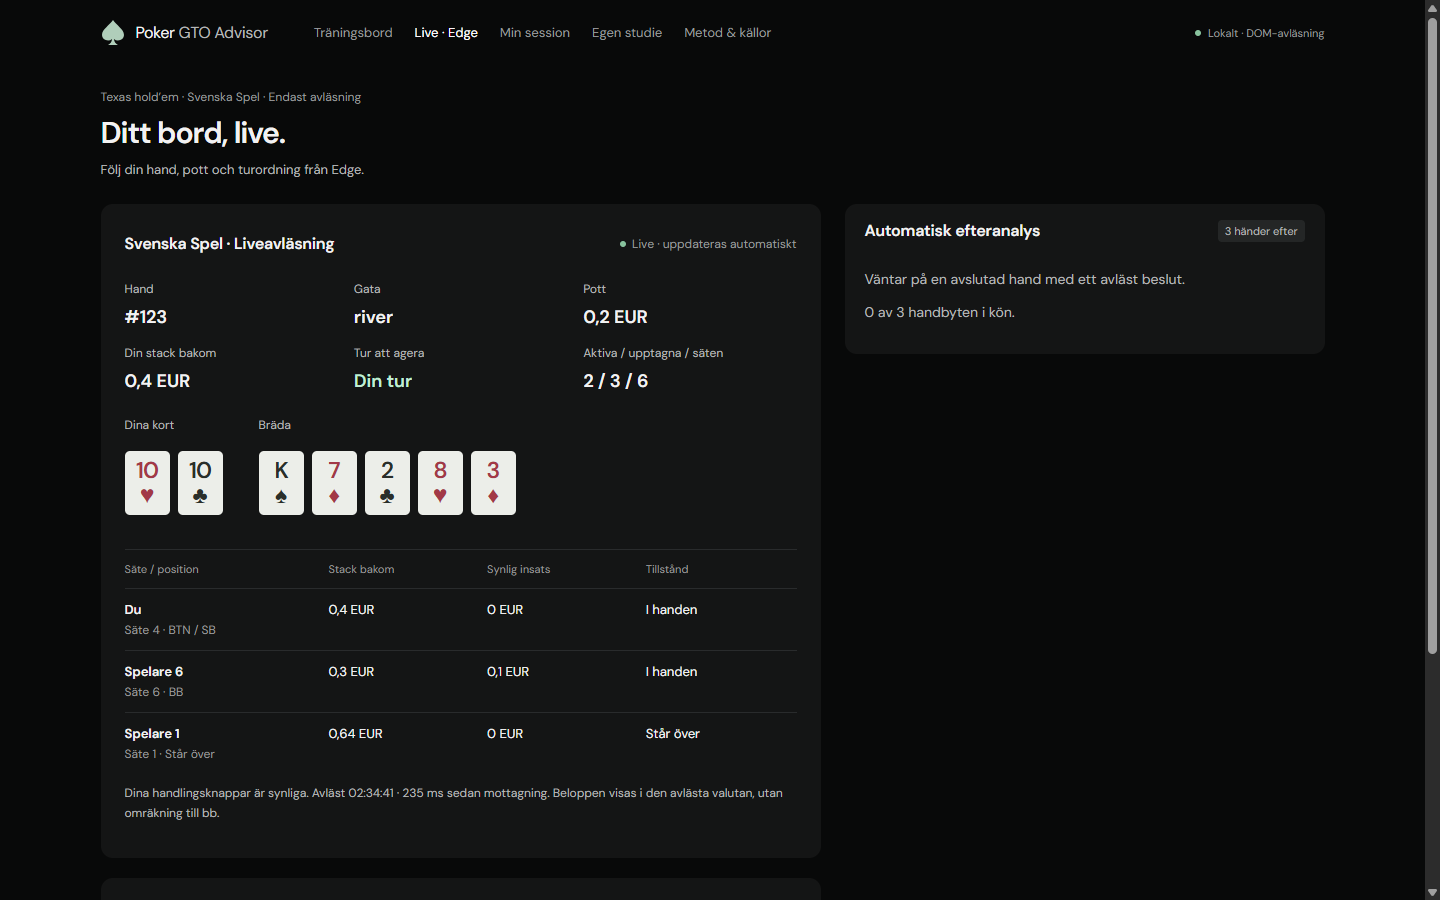 Poker GTO Advisor
Träningsbord
Live · Edge
Min session
Egen studie
Metod & källor
Lokalt · DOM-avläsning
Texas hold'em · Svenska Spel · Endast avläsning
Ditt bord, live.
Följ din hand, pott och turordning från Edge.
Svenska Spel · Liveavläsning
Live · uppdateras automatiskt
Hand
Gata
Pott
#123
river
0,2 EUR
Din stack bakom
Tur att agera
Aktiva / upptagna / säten
0,4 EUR
Din tur
2 / 3 / 6
Dina kort
Bräda
10 ♥
10 ♣
K ♠
7 ♦
2 ♣
8 ♥
3 ♦
Säte / position
Stack bakom
Synlig insats
Tillstånd
Du
0,4 EUR
0 EUR
I handen
Säte 4 · BTN / SB
Spelare 6
0,3 EUR
0,1 EUR
I handen
Säte 6 · BB
Spelare 1
0,64 EUR
0 EUR
Står över
Säte 1 · Står över
Dina handlingsknappar är synliga. Avläst 02:34:41 · 235 ms sedan mottagning. Beloppen visas i den avlästa valutan, utan
omräkning till bb.
Automatisk efteranalys
3 händer efter
Väntar på en avslutad hand med ett avläst beslut.
0 av 3 handbyten i kön.